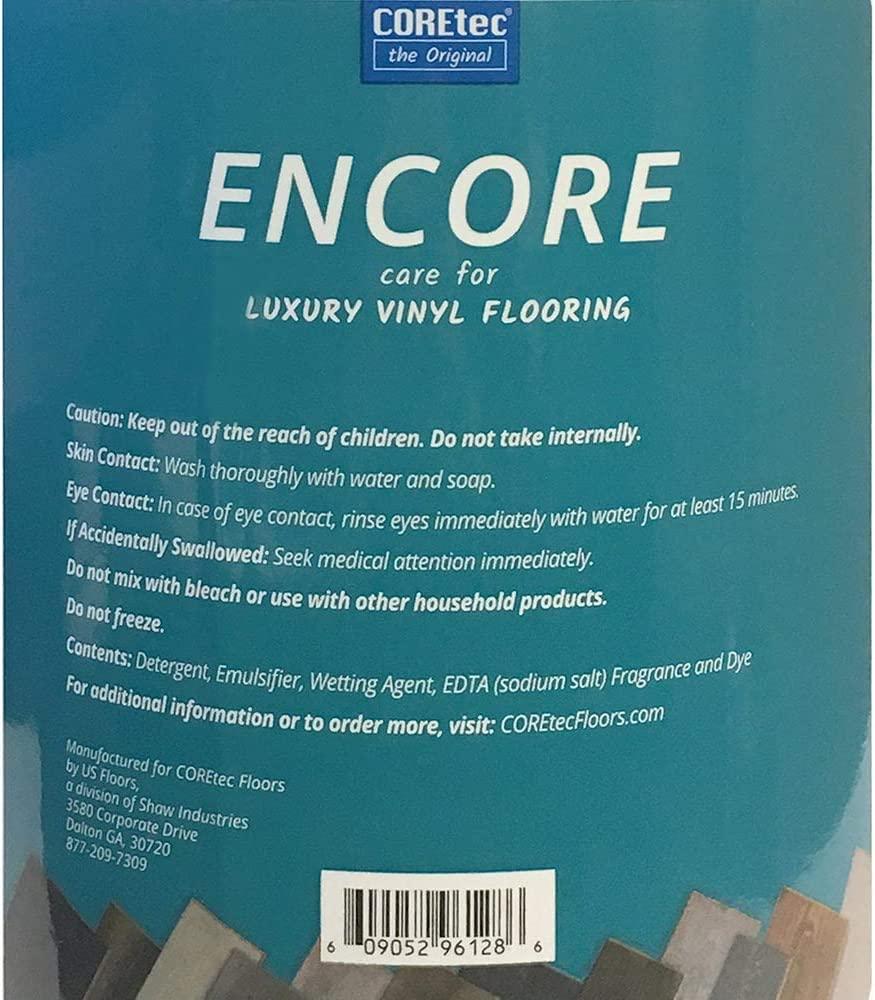 COREtec®
the Original
ENCORE
care for
LUXURY VINYL FLOORING
Caution: Keep out of the reach of children. Do not take internally.
Skin Contact: Wash thoroughly with water and soap.
Eye Contact: In case of eye contact, rinse eyes immediately with water for at least 15 minutes.
If Accidentally Swallowed: Seek medical attention immediately.
Do not mix with bleach or use with other household products.
Do not freeze.
Contents: Detergent, Emulsifier, Wetting Agent, EDTA (sodium salt) Fragrance and Dye
For additional information or to order more, visit: COREtecFloors.com
Manufactured for COREtec Floors
by US Floors,
a division of Shaw Industries
3580 Corporate Drive
Dalton GA, 30720
877-209-7309
6 09052 96128 6